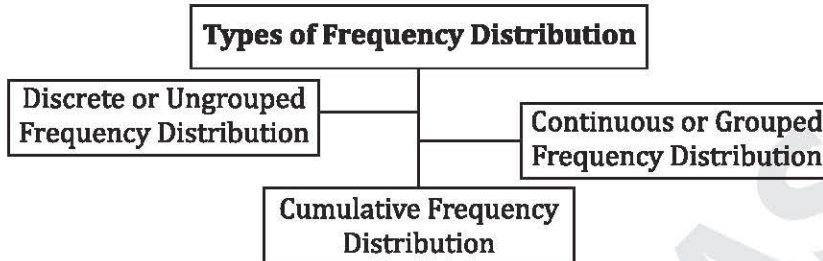 Types of Frequency Distribution
Discrete or Ungrouped
Frequency Distribution
Continuous or Grouped
Frequency Distribution
Cumulative Frequency
Distribution